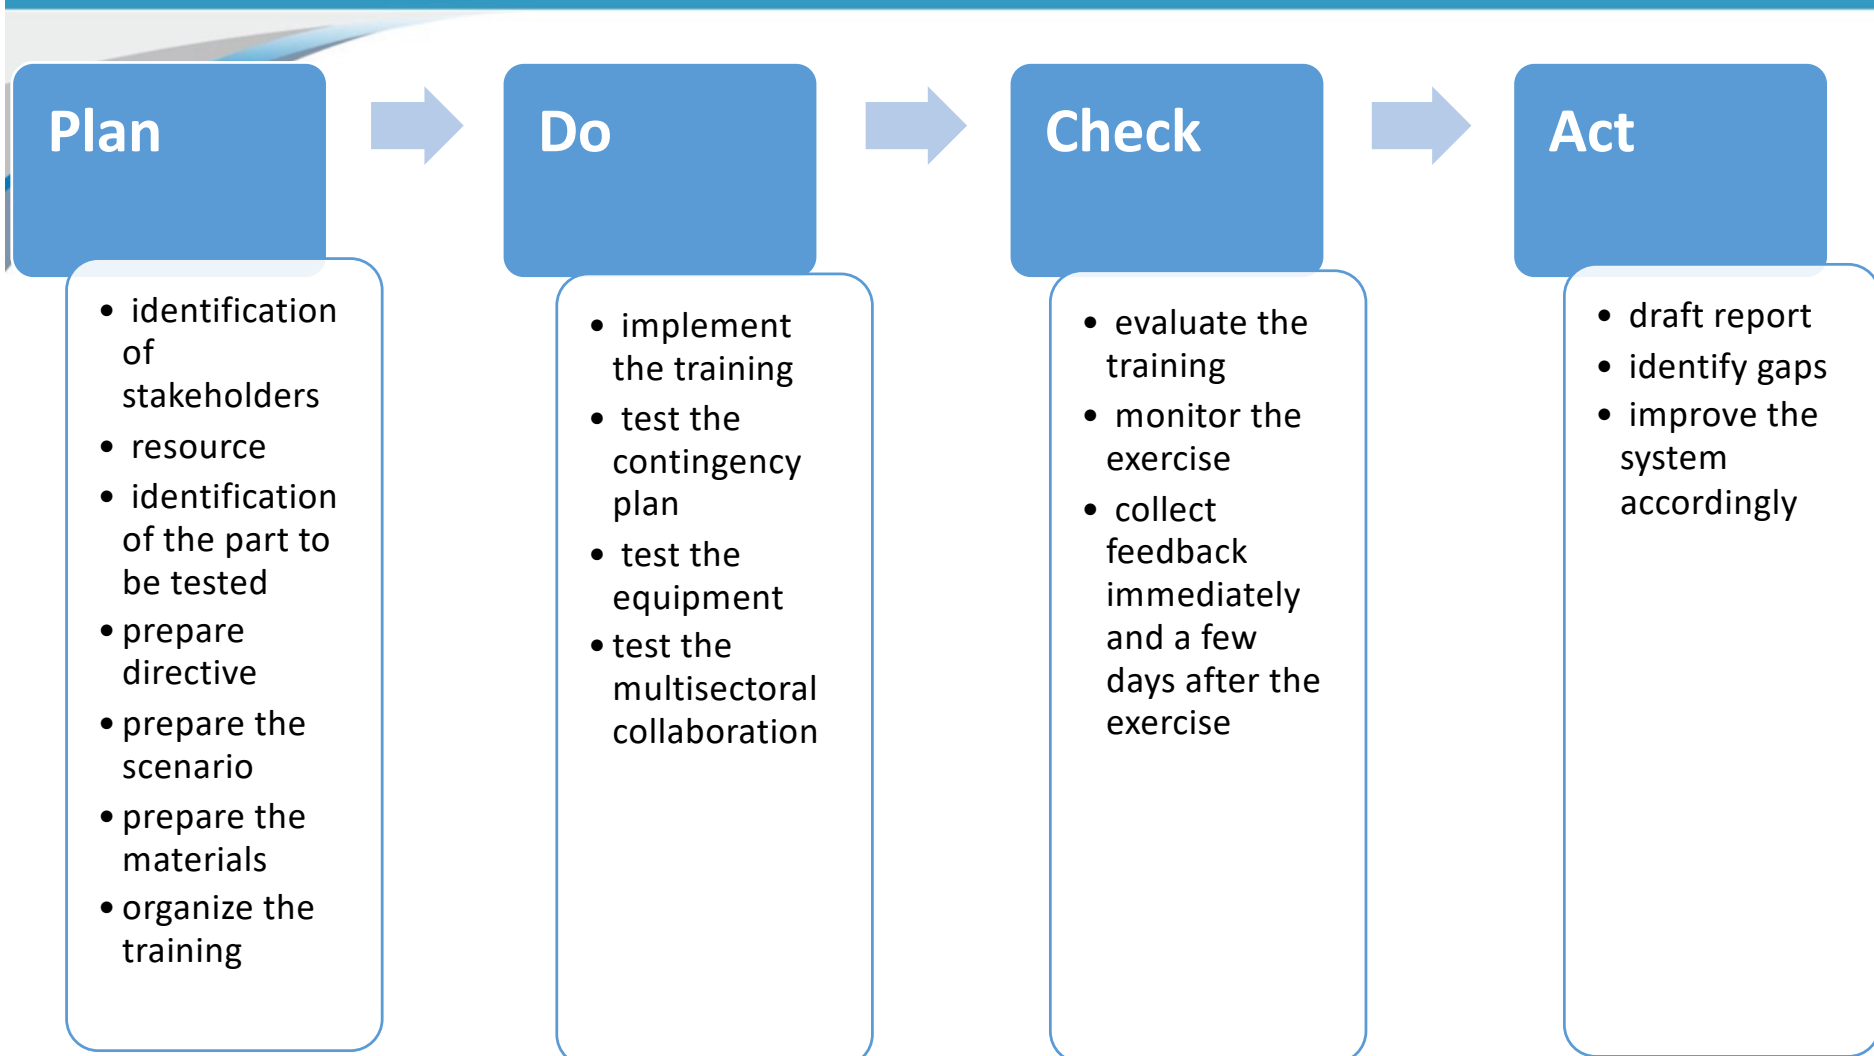 Plan
• identification
of
stakeholders
• resource
• identification
of the part to
be tested
• prepare
directive
• prepare the
scenario
• prepare the
materials
• organize the
training
Do
• implement
the training
• test the
contingency
plan
• test the
equipment
• test the
multisectoral
collaboration
Check
• evaluate the
training
• monitor the
exercise
• collect
feedback
immediately
and a few
days after the
exercise
Act
• draft report
• identify gaps
• improve the
system
accordingly